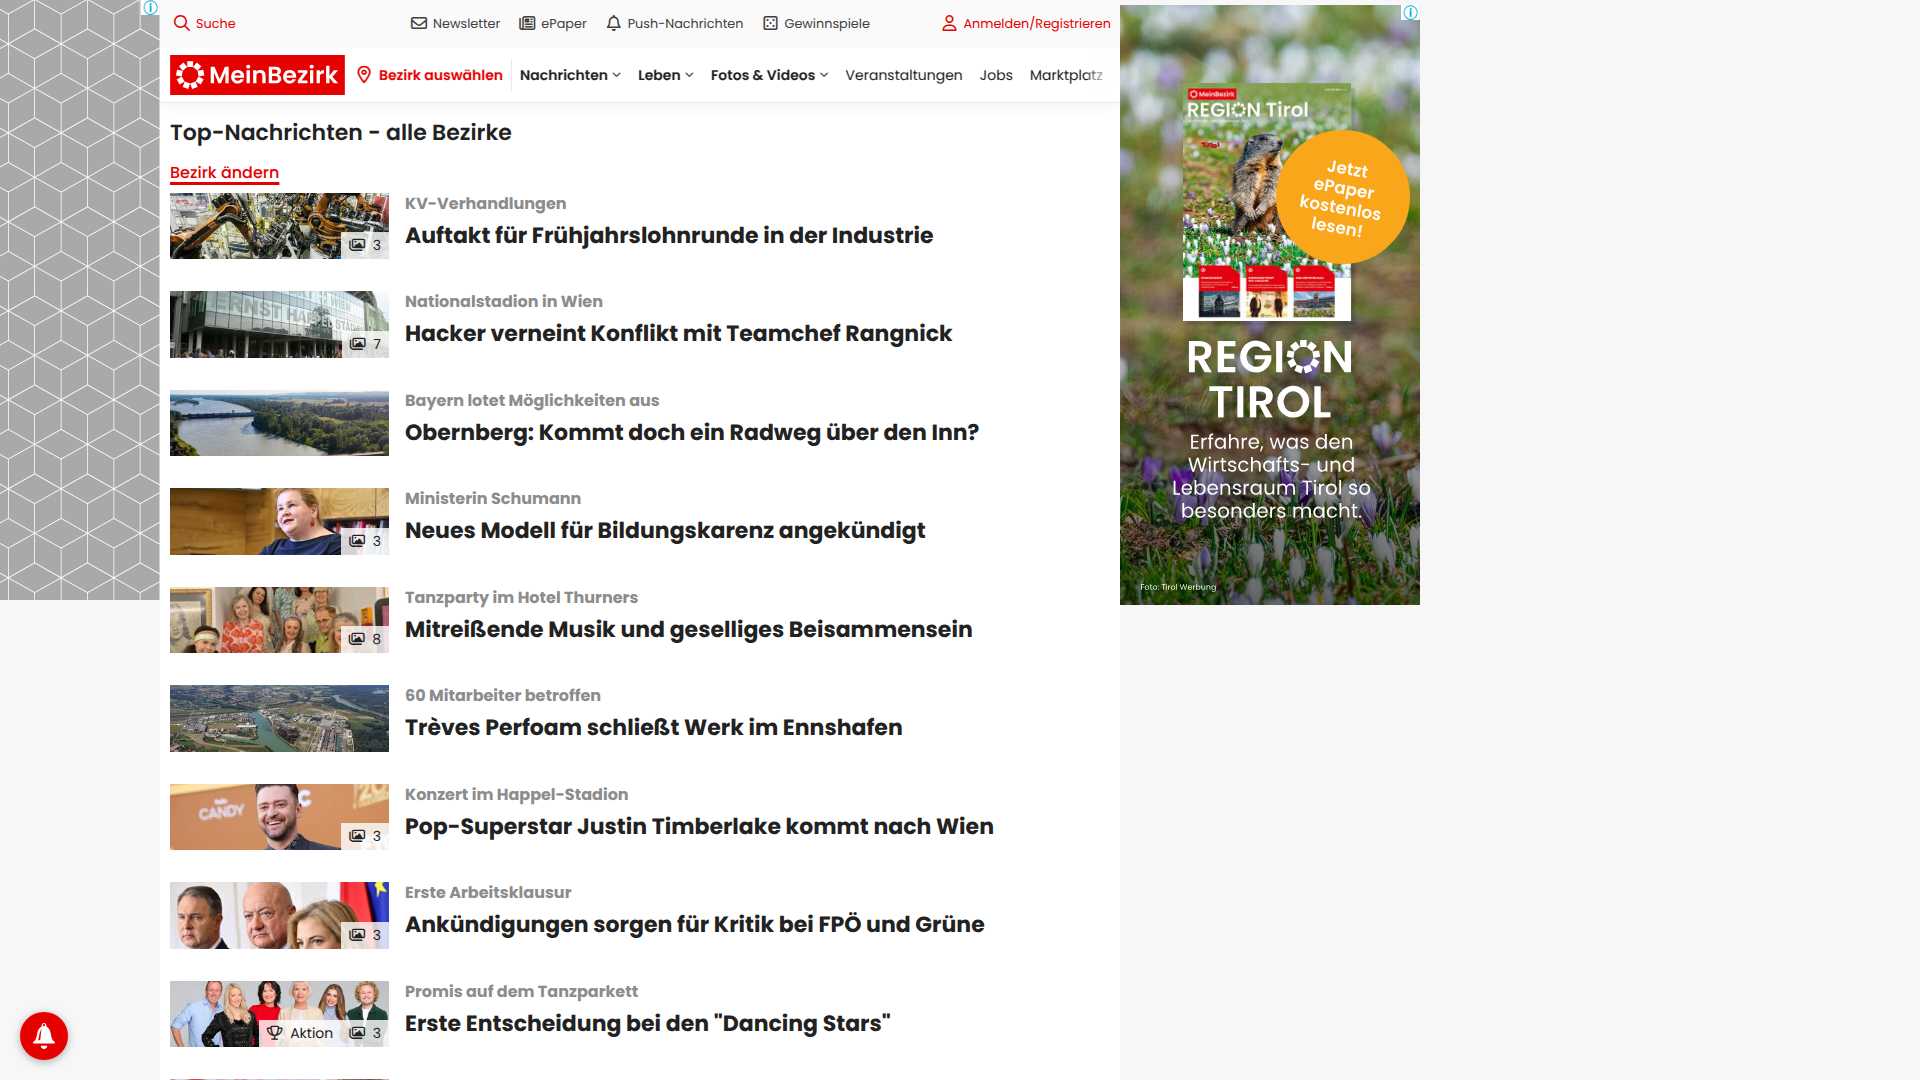 Suche
Newsletter
ePaper
Push-Nachrichten
Gewinnspiele
Anmelden/Registrieren
MeinBezirk
Bezirk auswählen
Nachrichten
Leben
Fotos & Videos
Veranstaltungen
Jobs
Marktplatz
Top-Nachrichten - alle Bezirke
Bezirk ändern
3
KV-Verhandlungen
Auftakt für Frühjahrslohnrunde in der Industrie
ERNST HAPPEL STADION
7
Nationalstadion in Wien
Hacker verneint Konflikt mit Teamchef Rangnick
Bayern lotet Möglichkeiten aus
Obernberg: Kommt doch ein Radweg über den Inn?
3
Ministerin Schumann
Neues Modell für Bildungskarenz angekündigt
8
Tanzparty im Hotel Thurners
Mitreißende Musik und geselliges Beisammensein
60 Mitarbeiter betroffen
Trèves Perfoam schließt Werk im Ennshafen
CANDY
3
Konzert im Happel-Stadion
Pop-Superstar Justin Timberlake kommt nach Wien
3
Erste Arbeitsklausur
Ankündigungen sorgen für Kritik bei FPÖ und Grüne
Aktion
3
Promis auf dem Tanzparkett
Erste Entscheidung bei den "Dancing Stars"
MeinBezirk
REGION Tirol
Tirol
Jetzt
ePaper
kostenlos
lesen!
REGION
TIROL
Erfahre, was den
Wirtschafts- und
Lebensraum Tirol so
besonders macht.
Foto: Tirol Werbung